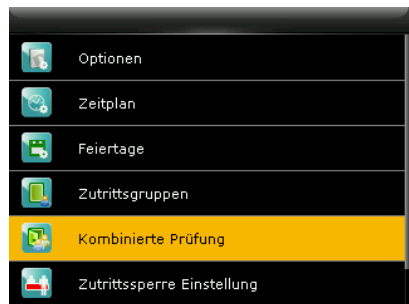 Optionen
Zeitplan
Feiertage
Zutrittsgruppen
Kombinierte Prüfung
Zutrittssperre Einstellung